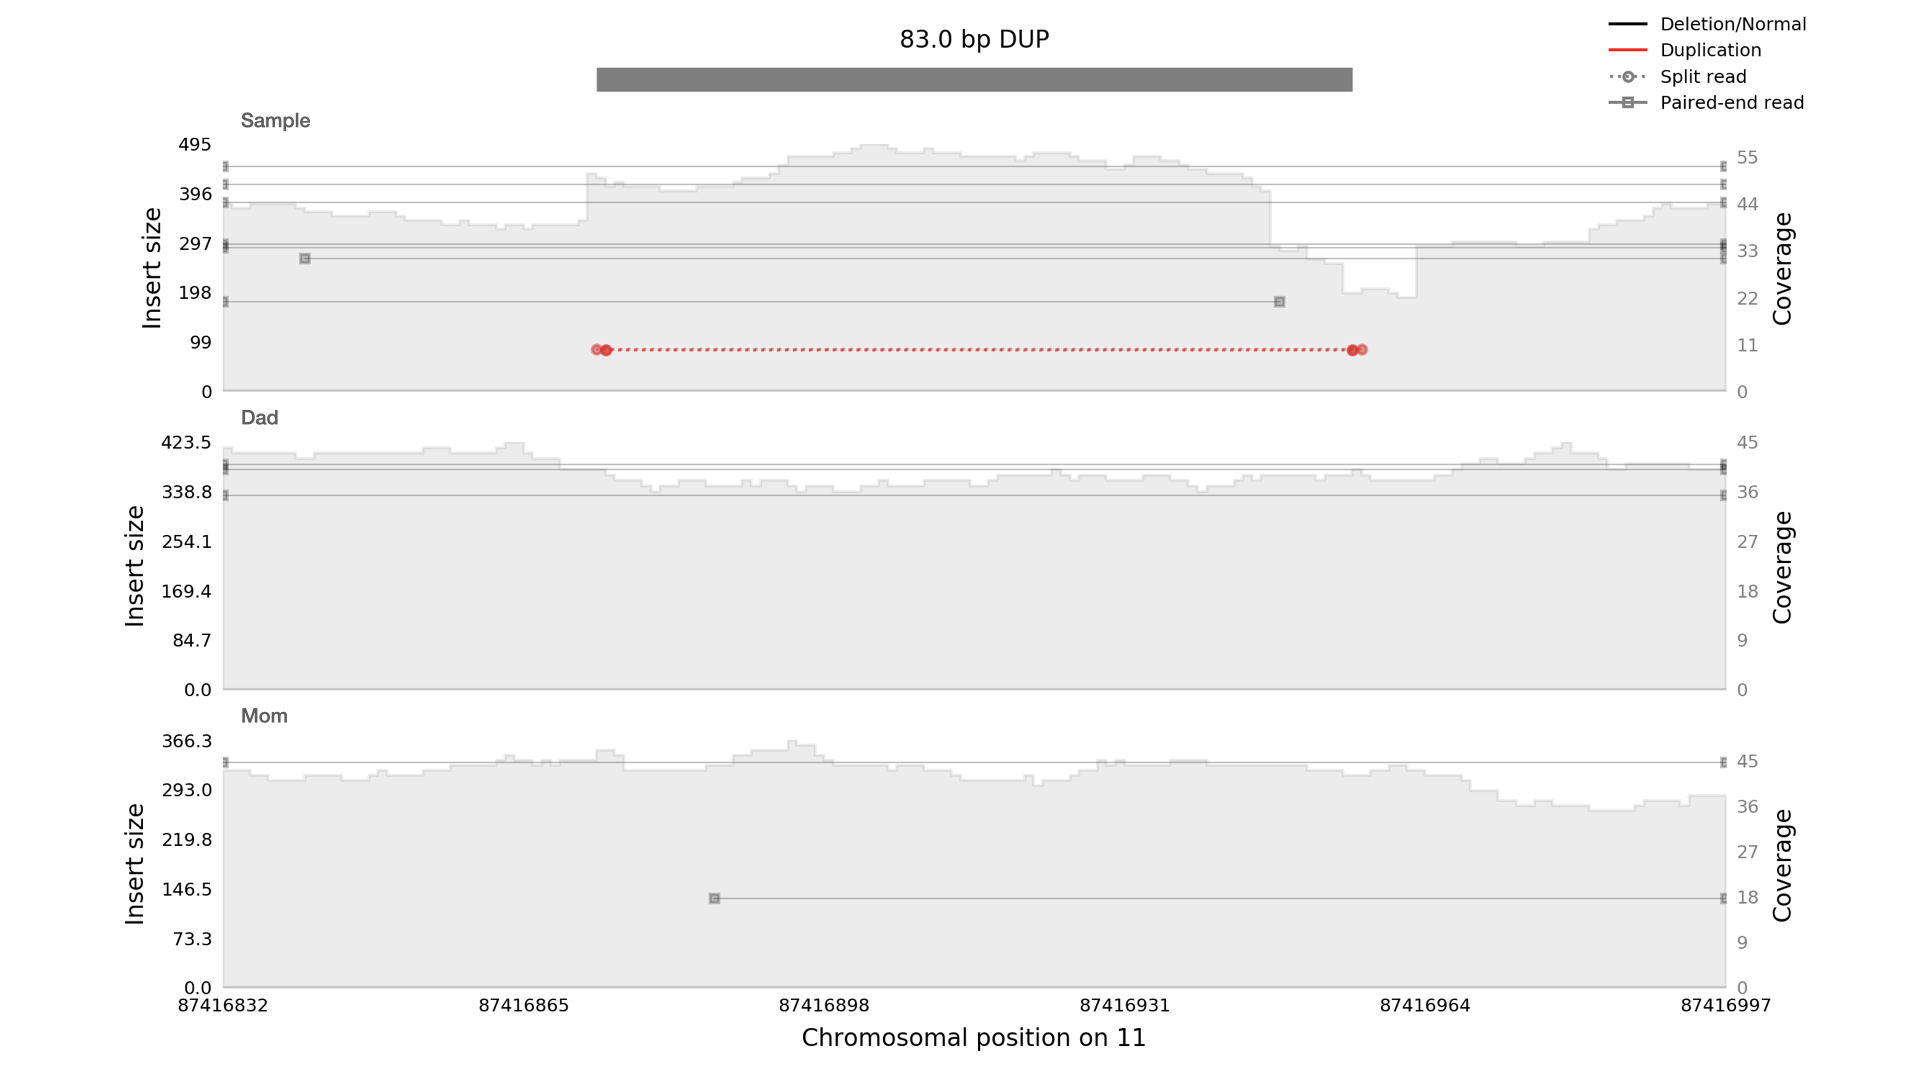 83.0 bp DUP
Deletion/Normal
Duplication
Split read
Paired-end read
Sample
495
396
297
198
99
0
Insert size
55
44
33
22
11
0
Coverage
Dad
423.5
338.8
254.1
169.4
84.7
0.0
Insert size
45
36
27
18
9
0
Coverage
Mom
366.3
293.0
219.8
146.5
73.3
0.0
Insert size
45
36
27
18
9
0
Coverage
87416832 87416865 87416898 87416931 87416964 87416997
Chromosomal position on 11